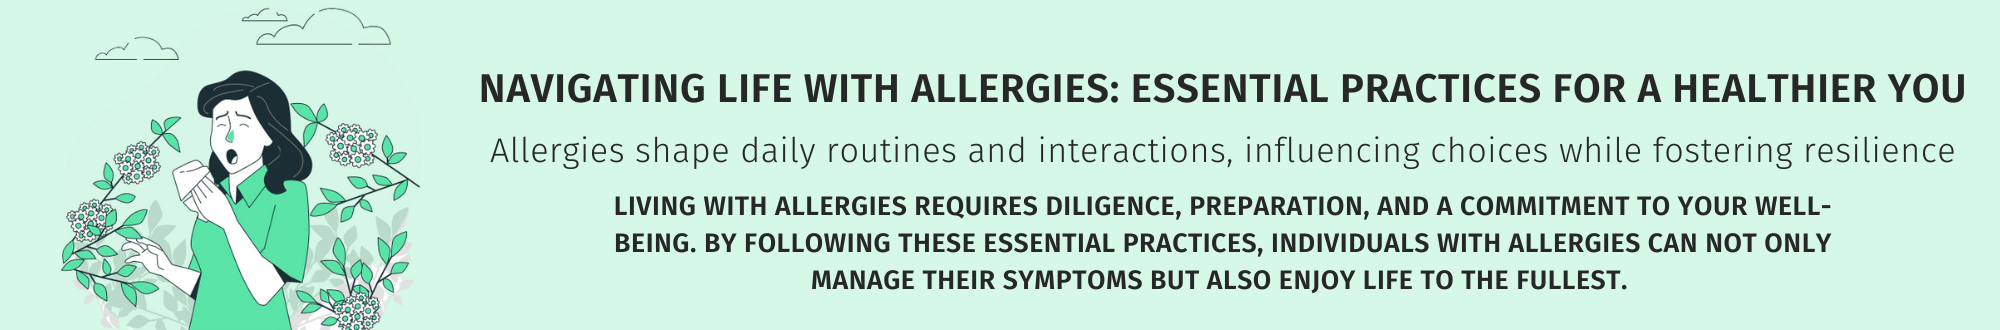 NAVIGATING LIFE WITH ALLERGIES: ESSENTIAL PRACTICES FOR A HEALTHIER YOU
Allergies shape daily routines and interactions, influencing choices while fostering resilience
LIVING WITH ALLERGIES REQUIRES DILIGENCE, PREPARATION, AND A COMMITMENT TO YOUR WELL-
BEING. BY FOLLOWING THESE ESSENTIAL PRACTICES, INDIVIDUALS WITH ALLERGIES CAN NOT ONLY
MANAGE THEIR SYMPTOMS BUT ALSO ENJOY LIFE TO THE FULLEST.